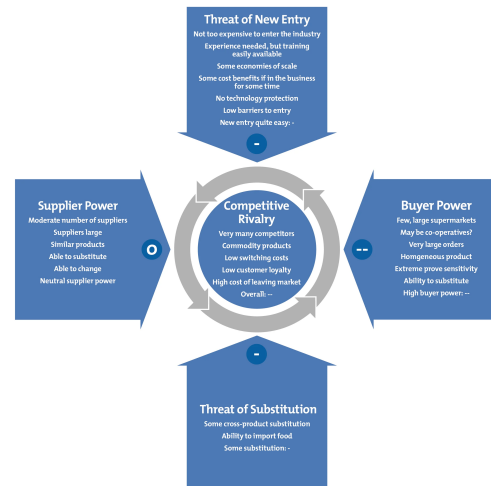 Threat of New Entry
Not too expensive to enter the industry
Experience needed, but training
easily available
Some economies of scale
Some cost benefits if in the business
for some time
No technology protection
Low barriers to entry
New entry quite easy: -
-
Supplier Power
Moderate number of suppliers
Suppliers large
Similar products
Able to substitute
Able to change
Neutral supplier power
O
Competitive
Rivalry
Very many competitors
Commodity products
Low switching costs
Low customer loyalty
High cost of leaving market
Overall: --
--
Buyer Power
Few, large supermarkets
May be co-operatives?
Very large orders
Homgeneous product
Extreme prove sensitivity
Ability to substitute
High buyer power: --
-
Threat of Substitution
Some cross-product substitution
Ability to import food
Some substitution: -